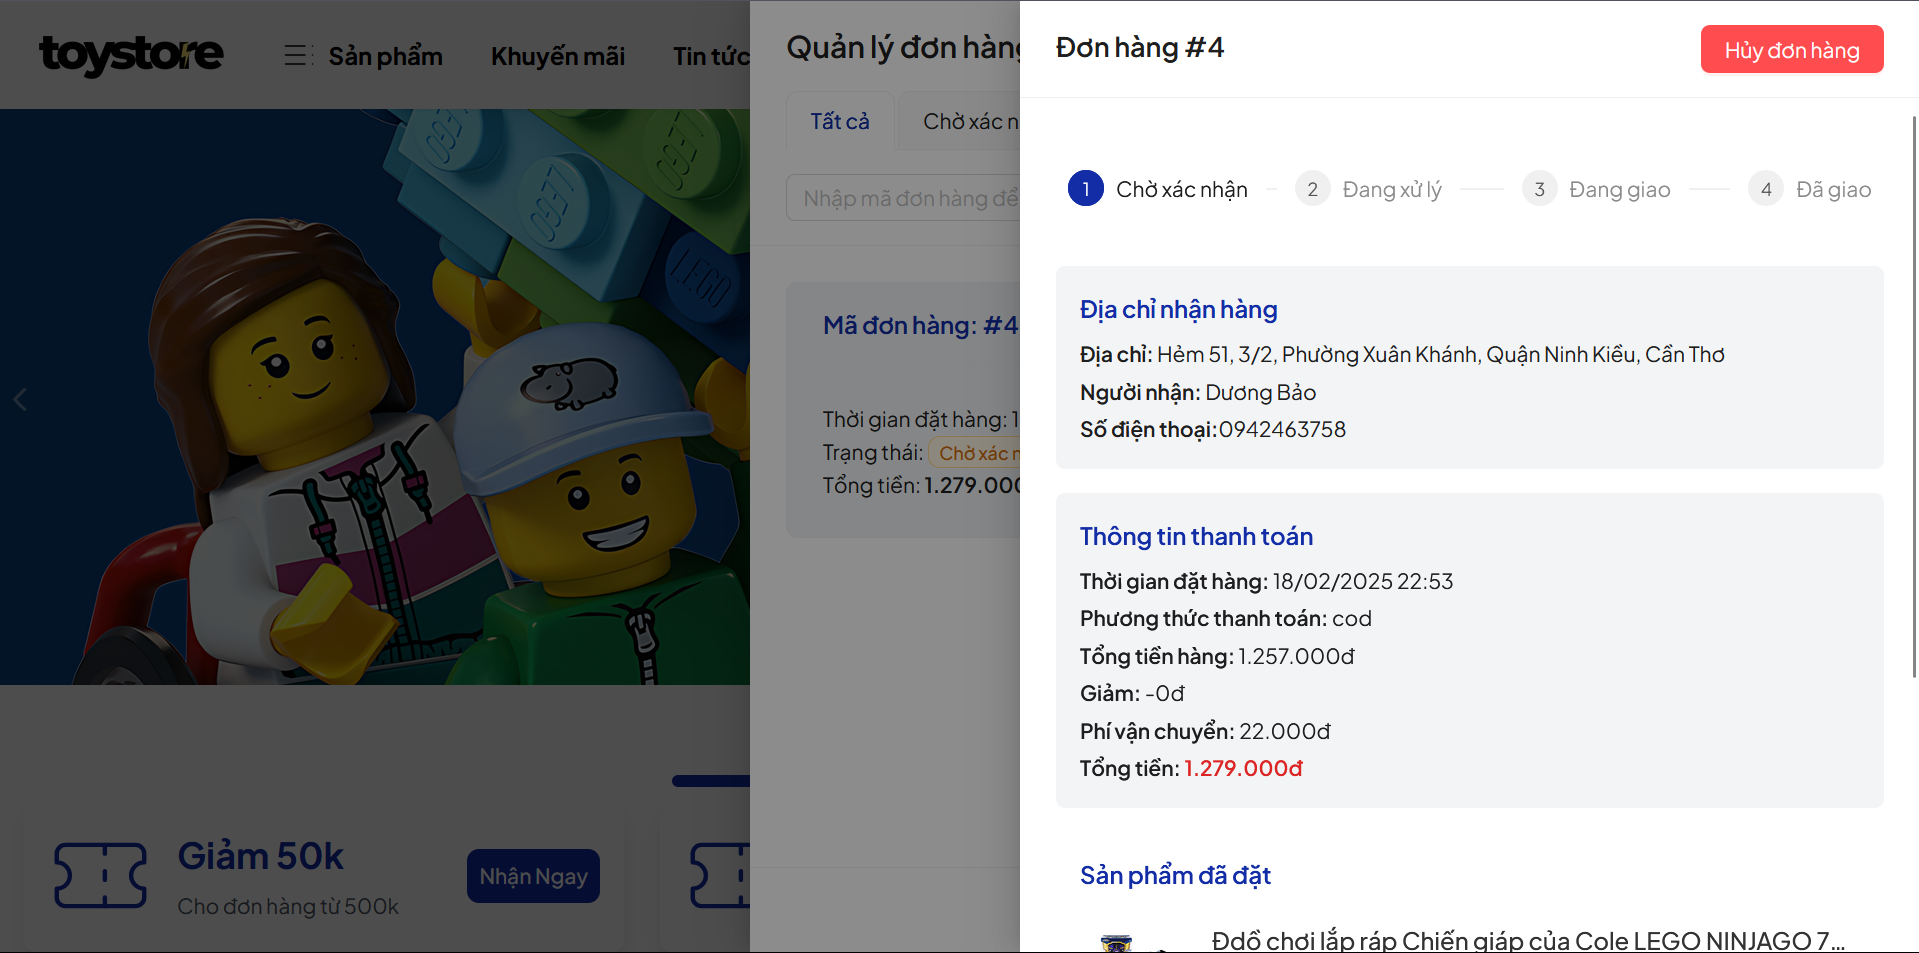 toystore
Sản phẩm
Khuyến mãi
Tin tức
LEGO
Giảm 50k
Cho đơn hàng từ 500k
Nhận Ngay
Quản lý đơn hàng
Tất cả
Chờ xác n
Nhập mã đơn hàng để
Mã đơn hàng: #4
Thời gian đặt hàng: 1
Trạng thái: Chờ xác n
Tổng tiền: 1.279.000
Đơn hàng #4
Hủy đơn hàng
1 Chờ xác nhận
2 Đang xử lý
3 Đang giao
4 Đã giao
Địa chỉ nhận hàng
Địa chỉ: Hẻm 51, 3/2, Phường Xuân Khánh, Quận Ninh Kiều, Cần Thơ
Người nhận: Dương Bảo
Số điện thoại:0942463758
Thông tin thanh toán
Thời gian đặt hàng: 18/02/2025 22:53
Phương thức thanh toán: cod
Tổng tiền hàng: 1.257.000đ
Giảm: -0đ
Phí vận chuyển: 22.000đ
Tổng tiền: 1.279.000đ
Sản phẩm đã đặt
Đdồ chơi lắp ráp Chiến giáp của Cole LEGO NINJAGO 7...